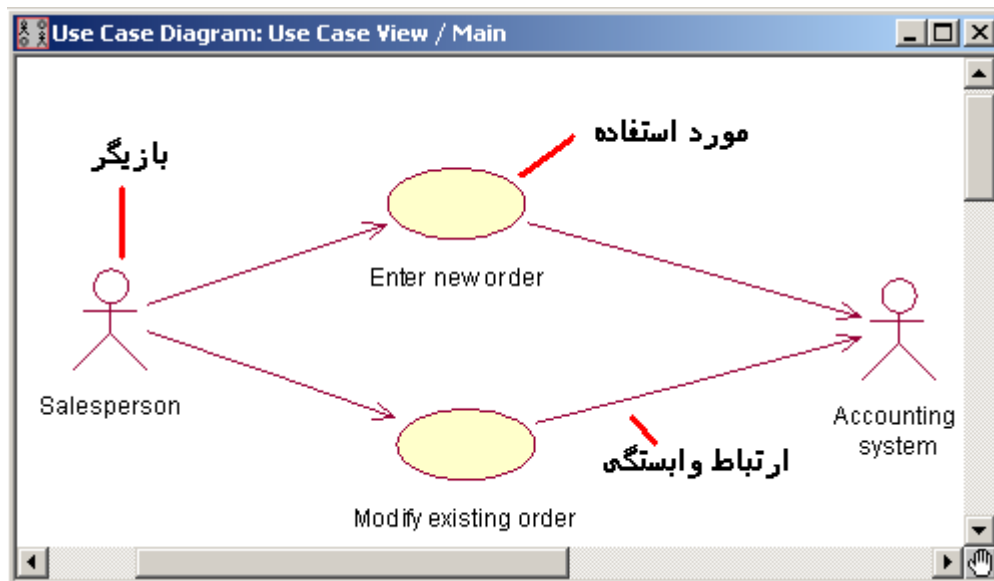 Use Case Diagram: Use Case View / Main
مورد استفاده
بازیگر
Enter new order
Salesperson
Accounting
system
ارتباط وابستگی
Modify existing order